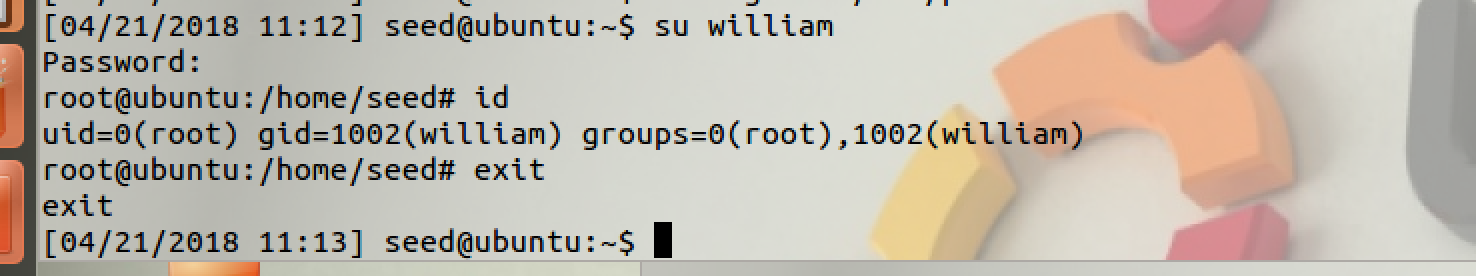 [04/21/2018 11:12] seed@ubuntu:~$ su william
Password:
root@ubuntu:/home/seed# id
uid=0(root) gid=1002(william) groups=0(root),1002(william)
root@ubuntu:/home/seed# exit
exit
[04/21/2018 11:13] seed@ubuntu:~$